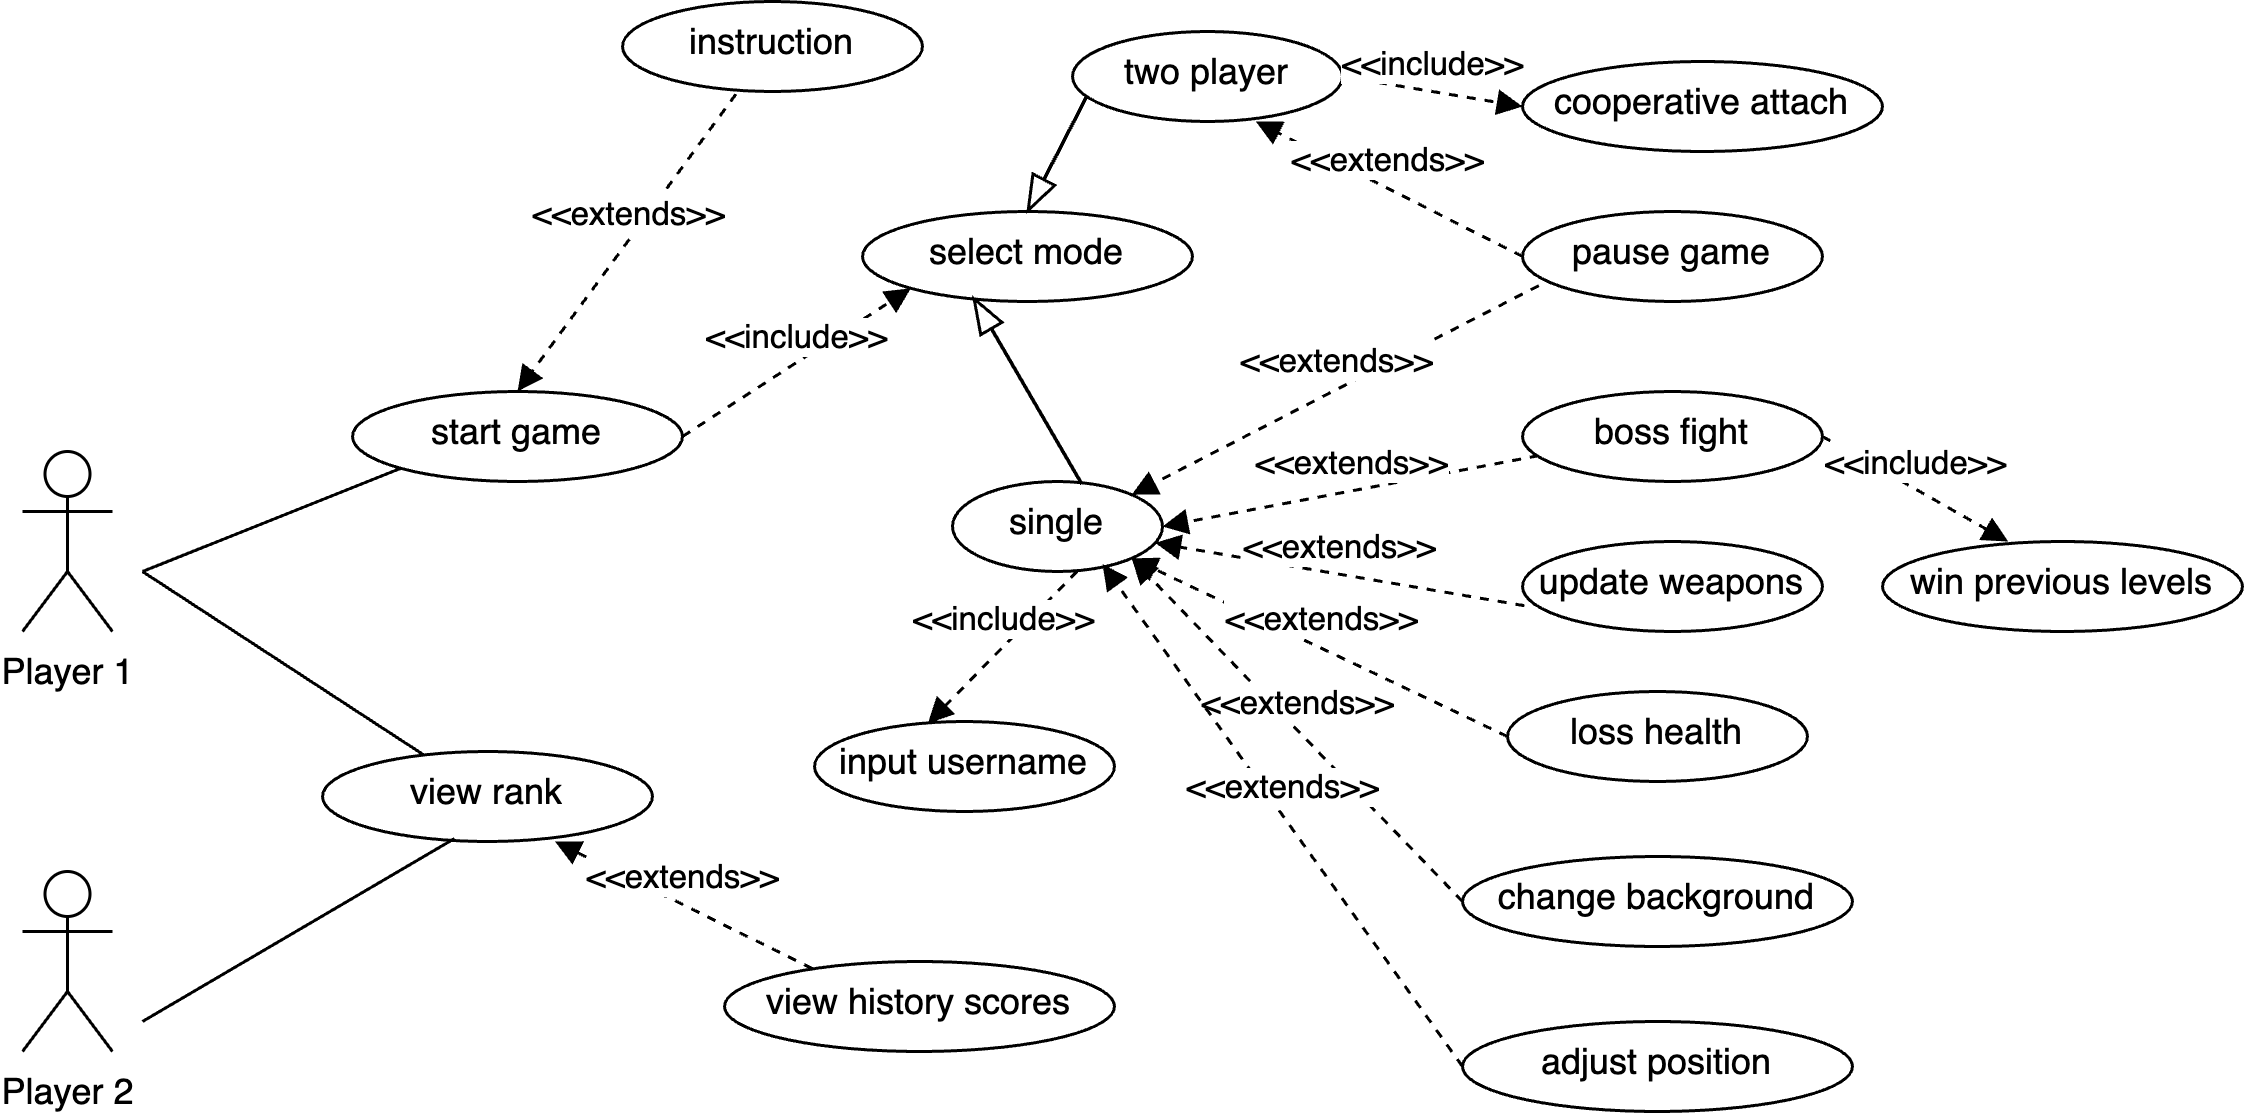 instruction
two player
<<include>>
cooperative attach
<<extends>>
<<extends>>
select mode
pause game
<<include>>
<<extends>>
start game
boss fight
<<extends>>
<<include>>
single
<<extends>>
update weapons
win previous levels
<<include>>
<<extends>>
Player 1
<<extends>>
loss health
input username
view rank
<<extends>>
<<extends>>
change background
view history scores
adjust position
Player 2